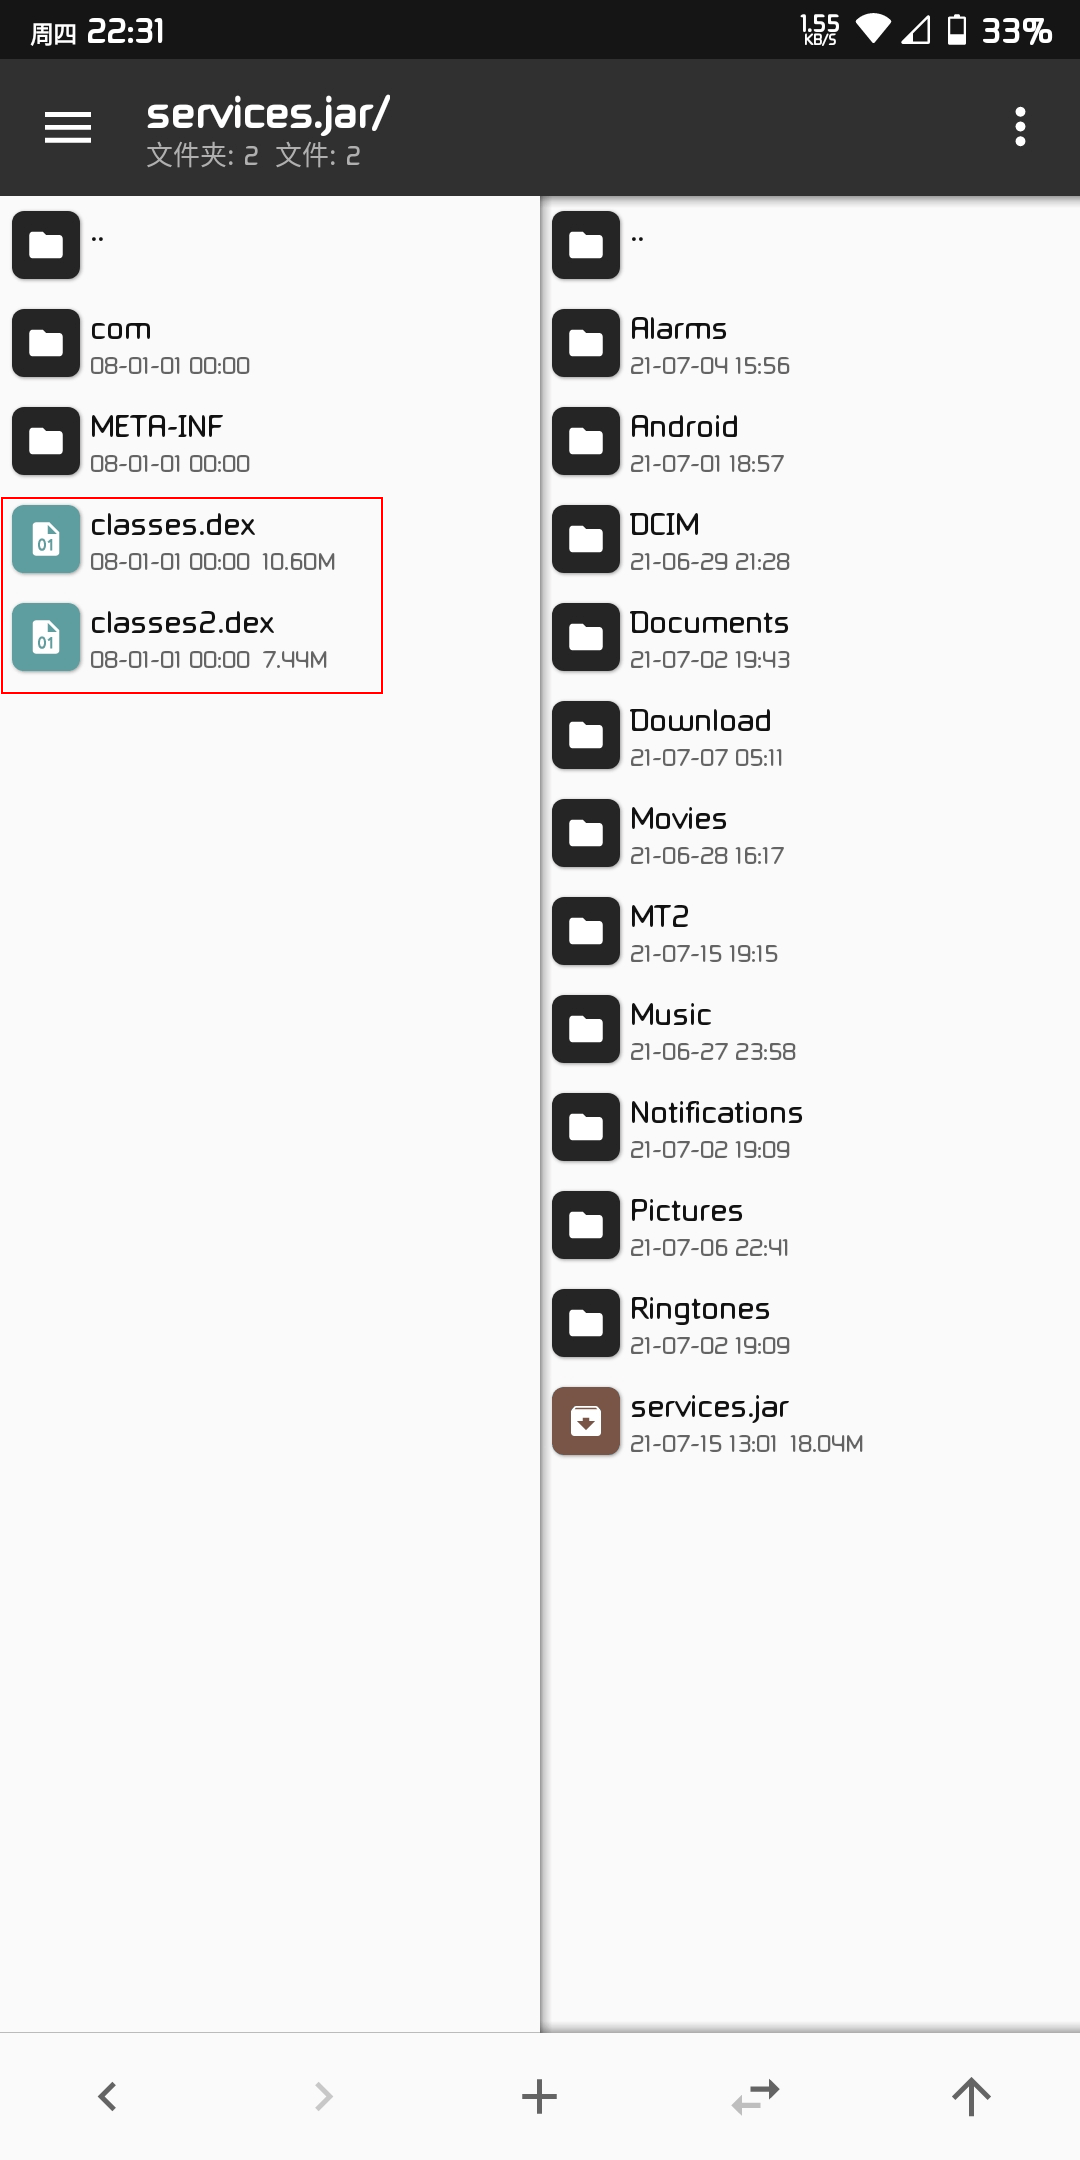 周四 22:31
1.55 KB/S 33%
services.jar/
文件夹: 2 文件: 2
..
com
08-01-01 00:00
META-INF
08-01-01 00:00
classes.dex
08-01-01 00:00 10.60M
classes2.dex
08-01-01 00:00 7.44M
..
Alarms
21-07-04 15:56
Android
21-07-01 18:57
DCIM
21-06-29 21:28
Documents
21-07-02 19:43
Download
21-07-07 05:11
Movies
21-06-28 16:17
MT2
21-07-15 19:15
Music
21-06-27 23:58
Notifications
21-07-02 19:09
Pictures
21-07-06 22:41
Ringtones
21-07-02 19:09
services.jar
21-07-15 13:01 18.04M